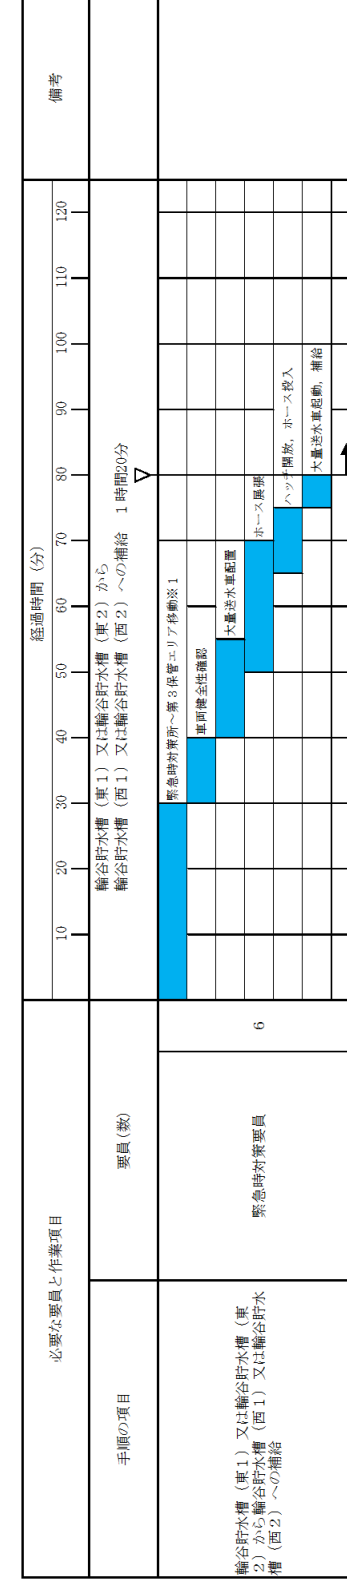 必要な要員と作業項目
経過時間（分）
備考
手順の項目
要員(数)
10 20 30 40 50 60 70 80 90 100 110 120
輪谷貯水槽（東１）又は輪谷貯水槽（東２）から
輪谷貯水槽（西１）又は輪谷貯水槽（西２）への補給　１時間20分
輪谷貯水槽（東１）又は輪谷貯水槽（東
２）から輪谷貯水槽（西１）又は輪谷貯水
槽（西２）への補給
緊急時対策要員
6
緊急時対策所～第３保管エリア移動※１
車両健全性確認
大量送水車配置
ホース展張
ハッチ開放，ホース投入
大量送水車起動，補給